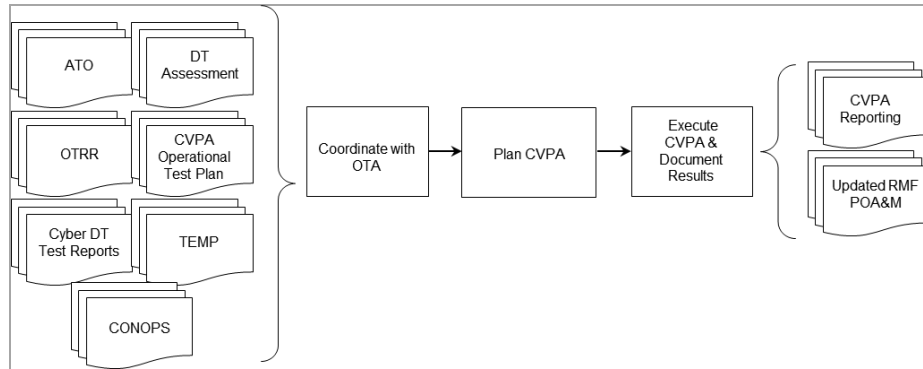 ATO
DT
Assessment
OTRR
CVPA
Operational
Test Plan
Cyber DT
Test Reports
TEMP
CONOPS
Coordinate with
OTA
Plan CVPA
Execute
CVPA &
Document
Results
CVPA
Reporting
Updated RMF
POA&M